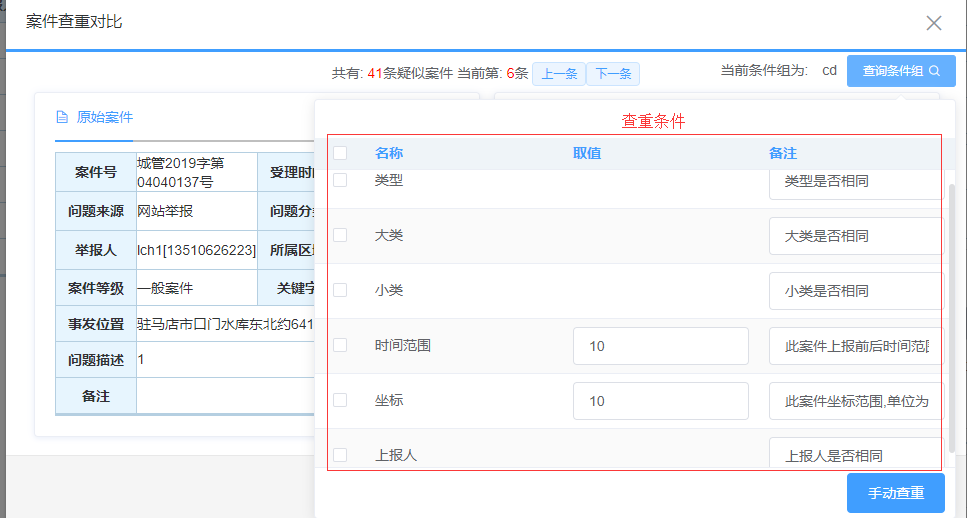 案件查重对比
共有: 41条疑似案件 当前第: 6条 上一条 下一条 当前条件组为: cd 查询条件组
原始案件
查重条件
名称 取值 备注
案件号 城管2019字第04040137号 受理时
问题来源 网站举报 问题分
举报人 lch1[13510626223] 所属区
案件等级 一般案件 关键字
事发位置 驻马店市口门水库东北约641
问题描述 1
备注
类型 类型是否相同
大类 大类是否相同
小类 小类是否相同
时间范围 10 此案件上报前后时间范
坐标 10 此案件坐标范围,单位为
上报人 上报人是否相同
手动查重